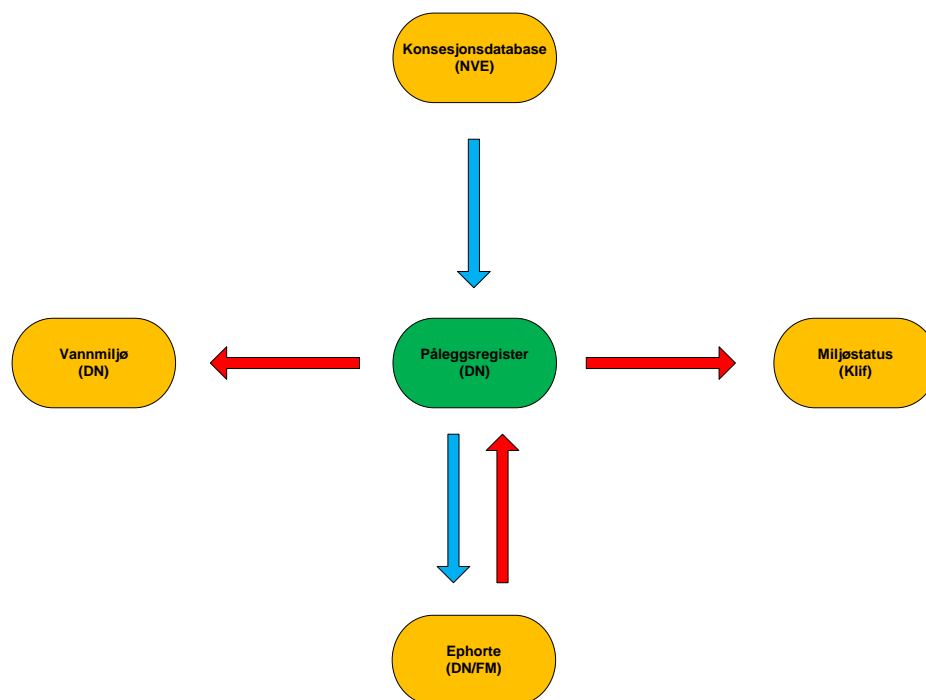 Konsesjonsdatabase
(NVE)
Vannmiljø
(DN)
Påleggsregister
(DN)
Miljøstatus
(Klif)
Ephorte
(DN/FM)